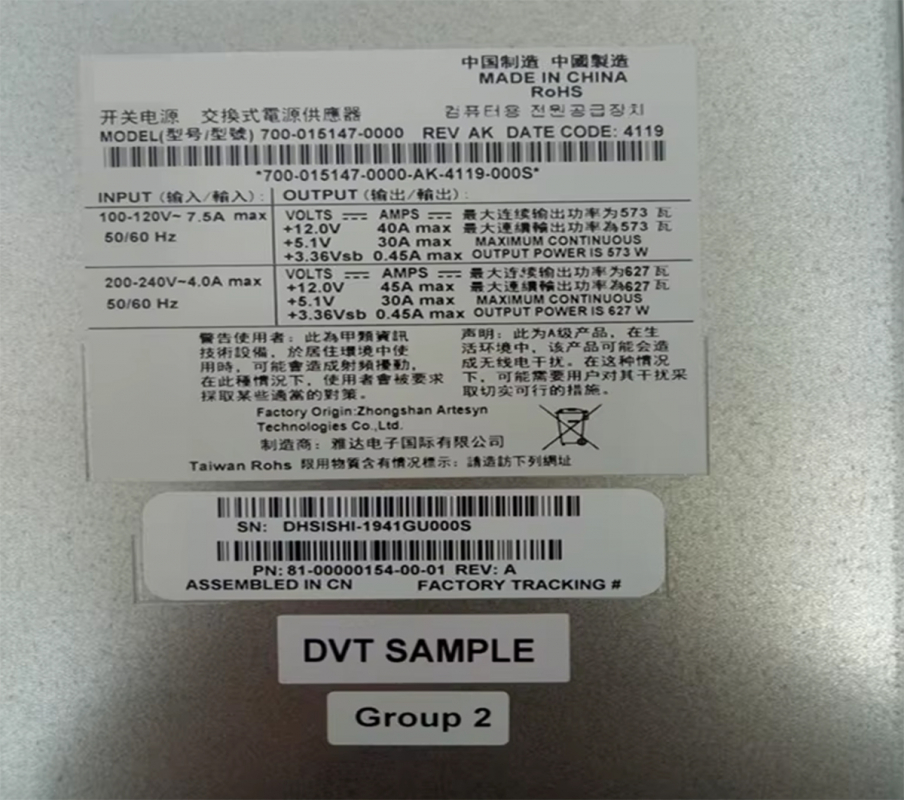 中国制造 中國製造
MADE IN CHINA
RoHS
开关电源 交換式電源供應器 컴퓨터용 전원공급장치
MODEL(型号/型號) 700-015147-0000 REV AK DATE CODE: 4119
*700-015147-0000-AK-4119-000S*
INPUT (输入/輸入): OUTPUT (输出/輸出):
100-120V~ 7.5A max
50/60 Hz
VOLTS AMPS 最大连续输出功率为573 瓦
+12.0V 40A max 最大連續輸出功率為573 瓦
+5.1V 30A max MAXIMUM CONTINUOUS
+3.36Vsb 0.45A max OUTPUT POWER IS 573 W
200-240V~4.0A max
50/60 Hz
VOLTS AMPS 最大连续输出功率为627 瓦
+12.0V 45A max 最大連續輸出功率為627 瓦
+5.1V 30A max MAXIMUM CONTINUOUS
+3.36Vsb 0.45A max OUTPUT POWER IS 627 W
警告使用者：此為甲類資訊
技術設備，於居住環境中使
用時，可能會造成射頻擾動，
在此種情況下，使用者會被要求
採取某些適當的對策。
声明：此为A级产品，在生
活环境中，该产品可能会造
成无线电干扰。在这种情况
下，可能需要用户对其干扰采
取切实可行的措施。
Factory Origin:Zhongshan Artesyn
Technologies Co.,Ltd.
制造商：雅达电子国际有限公司
Taiwan Rohs 限用物質含有情况標示：請造訪下列網址
SN: DHSISHI-1941GU000S
PN: 81-00000154-00-01 REV: A
ASSEMBLED IN CN FACTORY TRACKING #
DVT SAMPLE
Group 2